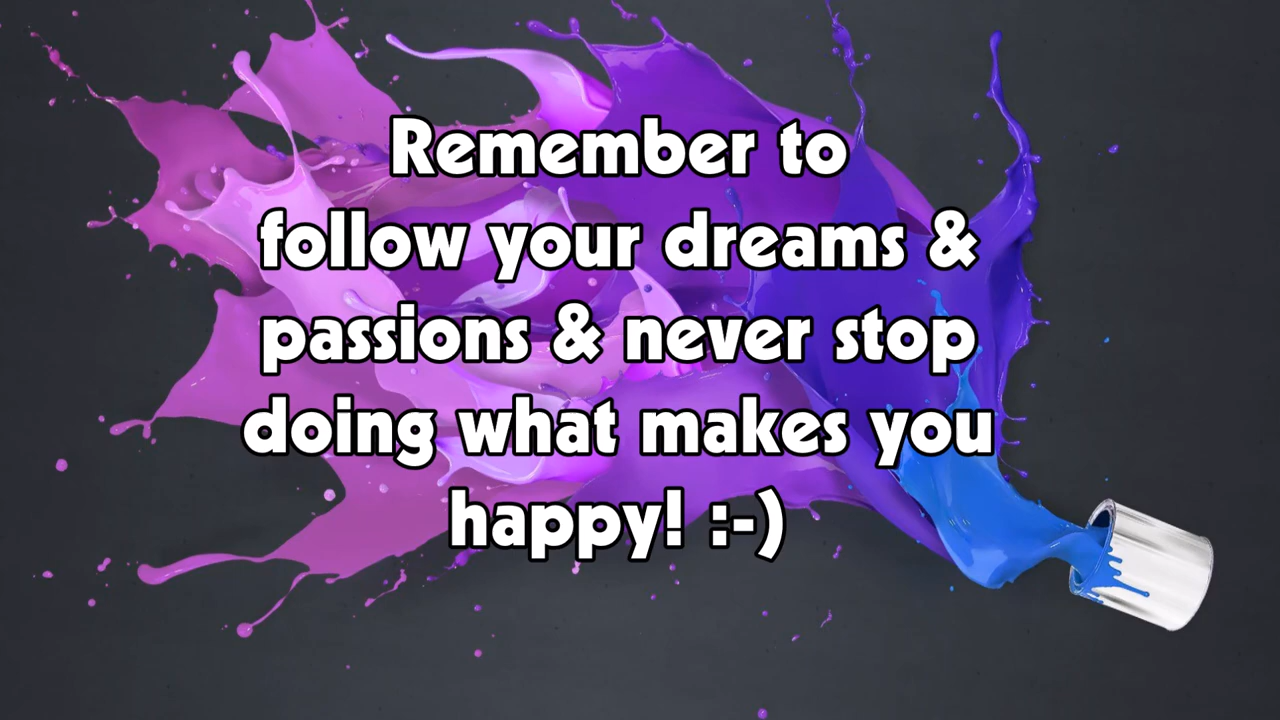 Remember to
follow your dreams &
passions & never stop
doing what makes you
happy! :-)